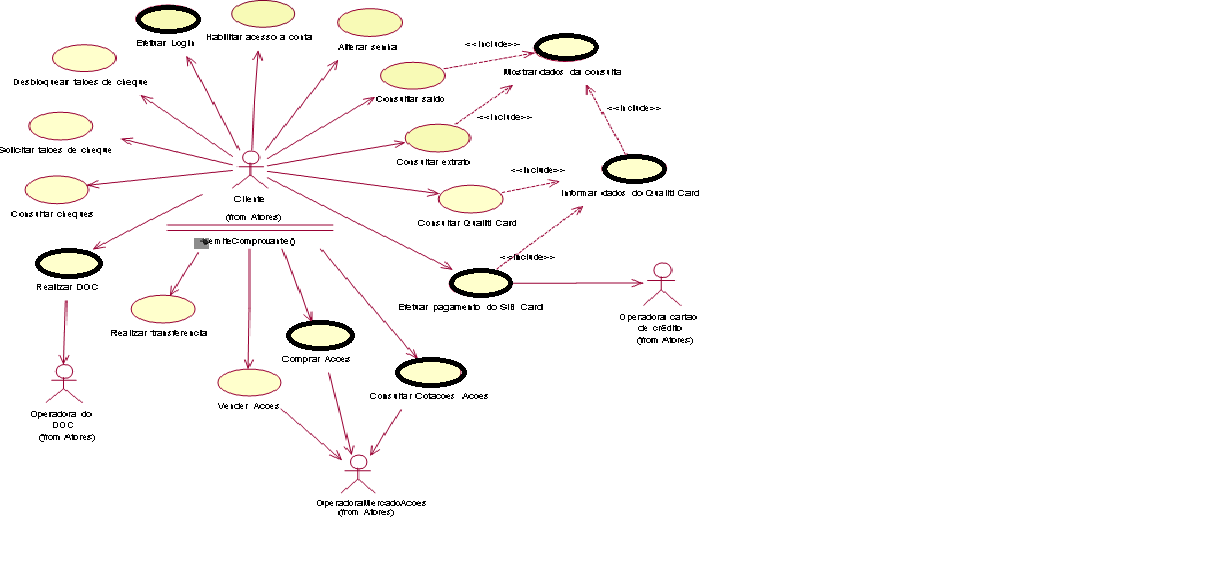 Efetuar Login
Habilitar acesso a conta
Alterar senha
<<include>>
Mostrar dados da consulta
Desbloquear taloes de cheque
Consultar saldo
<<include>>
<<include>>
Solicitar taloes de cheque
Consultar extrato
<<include>>
Informar dados do Qualiti Card
Cliente
(from Atores)
Consultar cheques
Consultar Qualiti Card
emiteComprovante()
<<include>>
Realizar DOC
Efetuar pagamento do SIB Card
Operadora cartao
de crédito
(from Atores)
Realizar transferencia
Comprar Acoes
Consultar Cotacoes Acoes
Vender Acoes
Operadora do
DOC
(from Atores)
OperadoraMercadoAcoes
(from Atores)